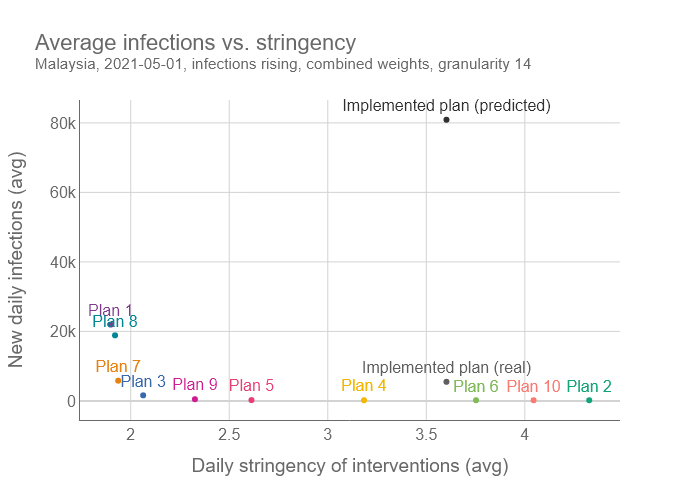 Average infections vs. stringency
Malaysia, 2021-05-01, infections rising, combined weights, granularity 14
New daily infections (avg)
80k
60k
40k
20k
0
Implemented plan (predicted)
Plan 1
Plan 8
Plan 7
Plan 3
Plan 9
Plan 5
Plan 4
Implemented plan (real)
Plan 6
Plan 10
Plan 2
2
2.5
3
3.5
4
Daily stringency of interventions (avg)